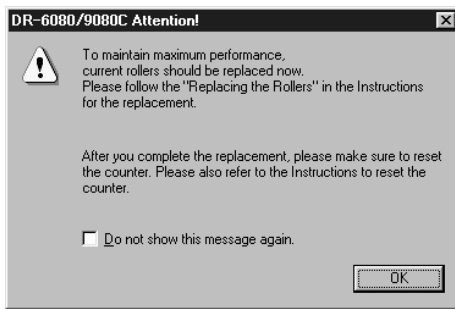 DR-6080/9080C Attention!
To maintain maximum performance,
current rollers should be replaced now.
Please follow the "Replacing the Rollers" in the Instructions
for the replacement.
After you complete the replacement, please make sure to reset
the counter. Please also refer to the Instructions to reset the
counter.
Do not show this message again.
OK